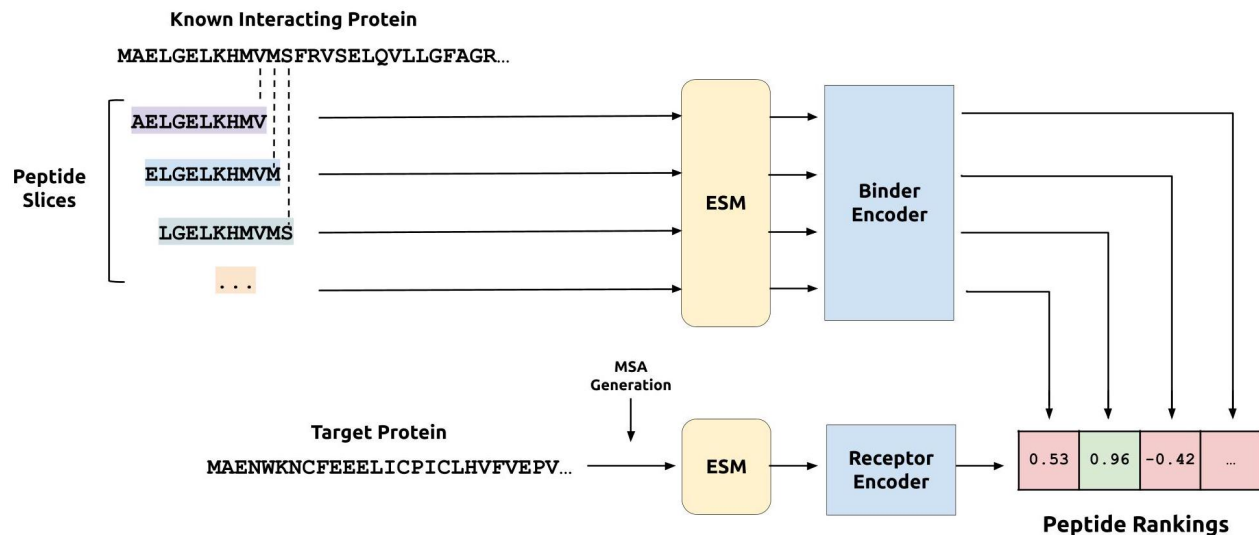 Known Interacting Protein
MAELGELKHMVMSFRVSELQVLLGFAGR...
AELGELKHMV
Peptide
Slices
ELGELKHMVM
LGELKHMVMS
...
ESM
Binder
Encoder
MSA
Generation
Target Protein
MAENWKNCFEEELICPICLHVFVEPV...
ESM
Receptor
Encoder
0.53 0.96 -0.42 ...
Peptide Rankings